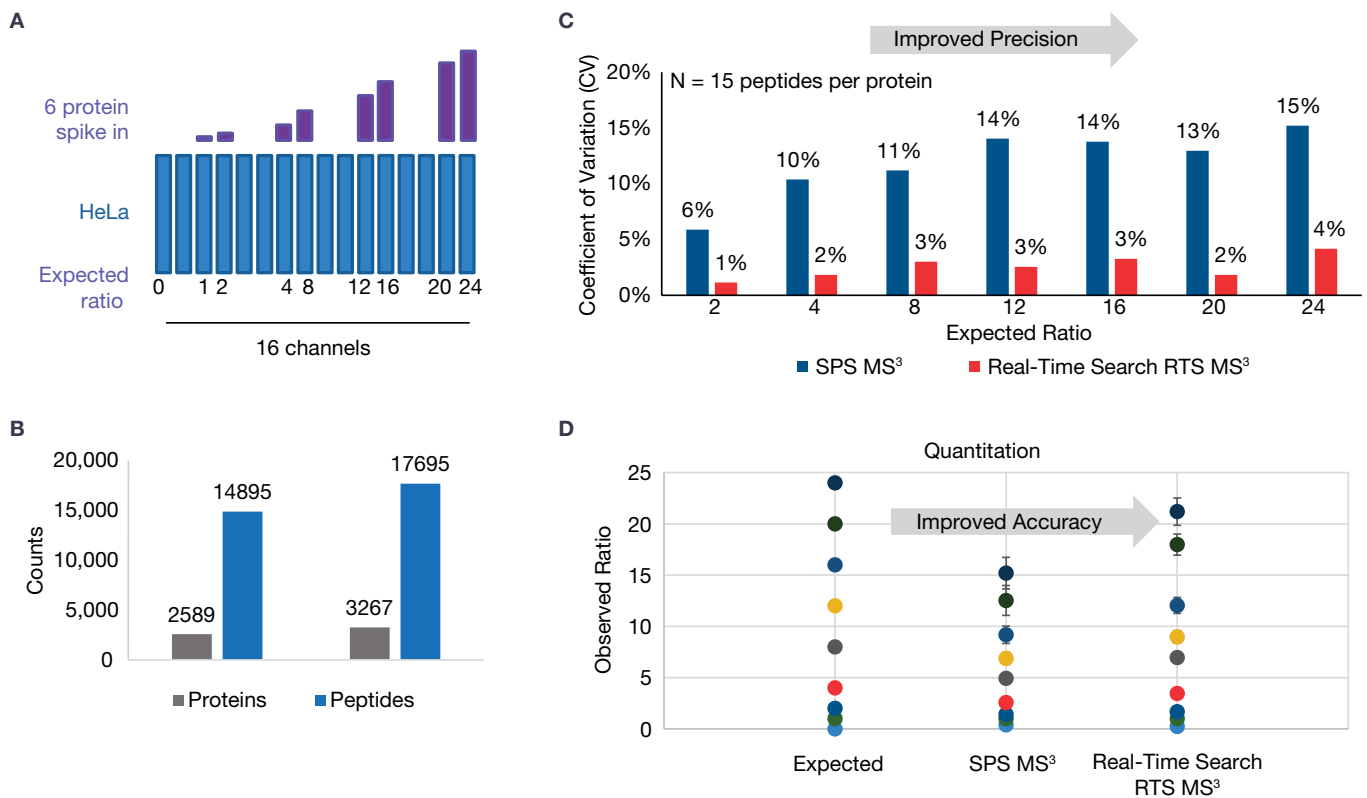 A
6 protein
spike in
HeLa
Expected
ratio
0 1 2 4 8 12 16 20 24
16 channels
B
Counts
20,000
15,000
10,000
5,000
0
2589
14895
3267
17695
Proteins
Peptides
C
Improved Precision
Coefficient of Variation (CV)
20%
15%
10%
5%
0%
N = 15 peptides per protein
6% 1%
10% 2%
11% 3%
14% 3%
14% 3%
13% 2%
15% 4%
2 4 8 12 16 20 24
Expected Ratio
SPS MS³
Real-Time Search RTS MS³
D
Quantitation
Improved Accuracy
Observed Ratio
25
20
15
10
5
0
Expected
SPS MS³
Real-Time Search
RTS MS³